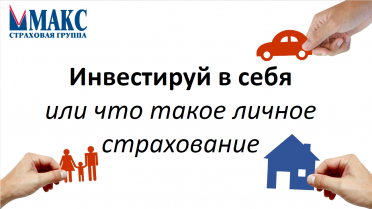 МАКС
СТРАХОВАЯ ГРУППА
Инвестируй в себя
или что такое личное
страхование